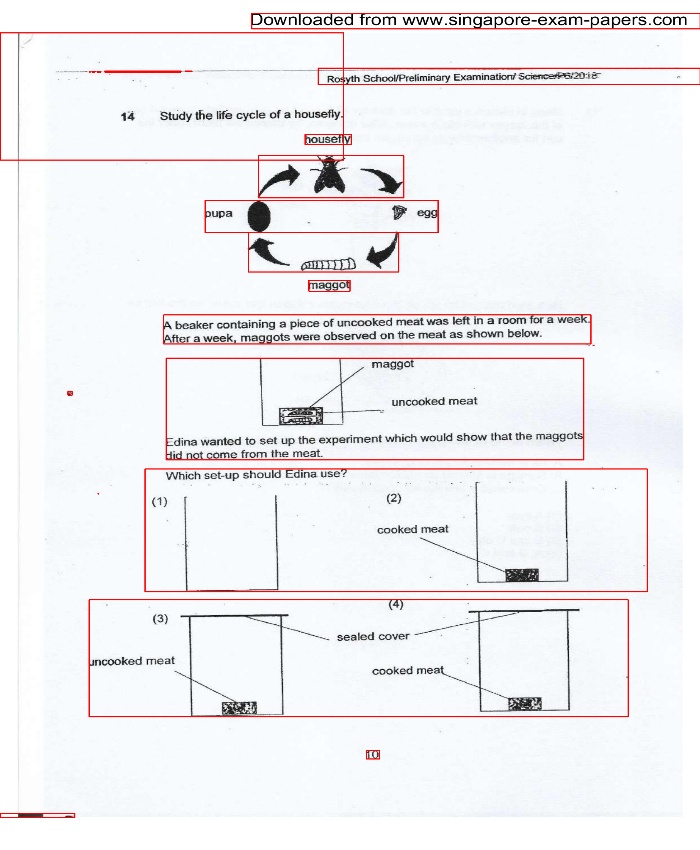 Downloaded from www.singapore-exam-papers.com
Rosyth School/Preliminary Examination/ Science/P6/2018
14 Study the life cycle of a housefly.
housefly
pupa
egg
maggot
A beaker containing a piece of uncooked meat was left in a room for a week.
After a week, maggots were observed on the meat as shown below.
maggot
uncooked meat
Edina wanted to set up the experiment which would show that the maggots
did not come from the meat.
Which set-up should Edina use?
(1)
(2)
cooked meat
(3)
(4)
sealed cover
uncooked meat
cooked meat
10